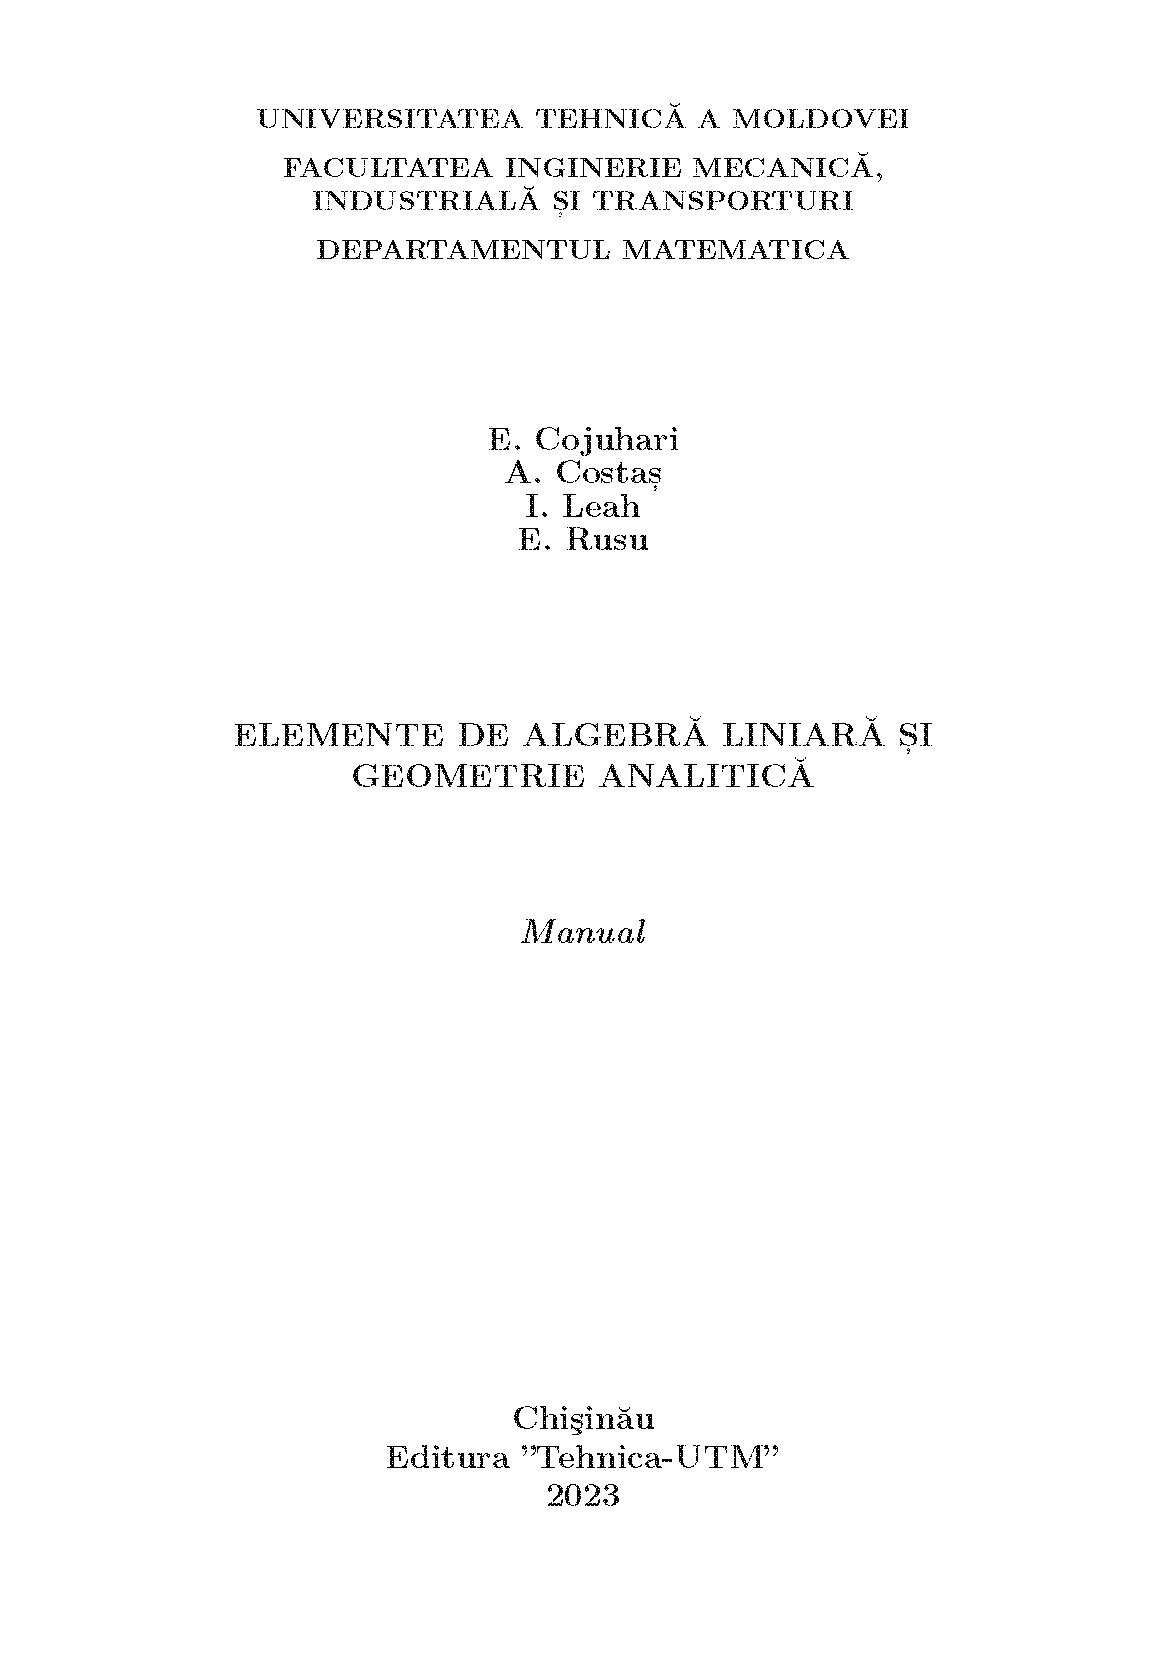 UNIVERSITATEA TEHNICĂ A MOLDOVEI
FACULTATEA INGINERIE MECANICĂ,
INDUSTRIALĂ ȘI TRANSPORTURI
DEPARTAMENTUL MATEMATICA
E. Cojuhari
A. Costaș
I. Leah
E. Rusu
ELEMENTE DE ALGEBRĂ LINIARĂ ȘI
GEOMETRIE ANALITICĂ
Manual
Chişinău
Editura ”Tehnica-UTM”
2023